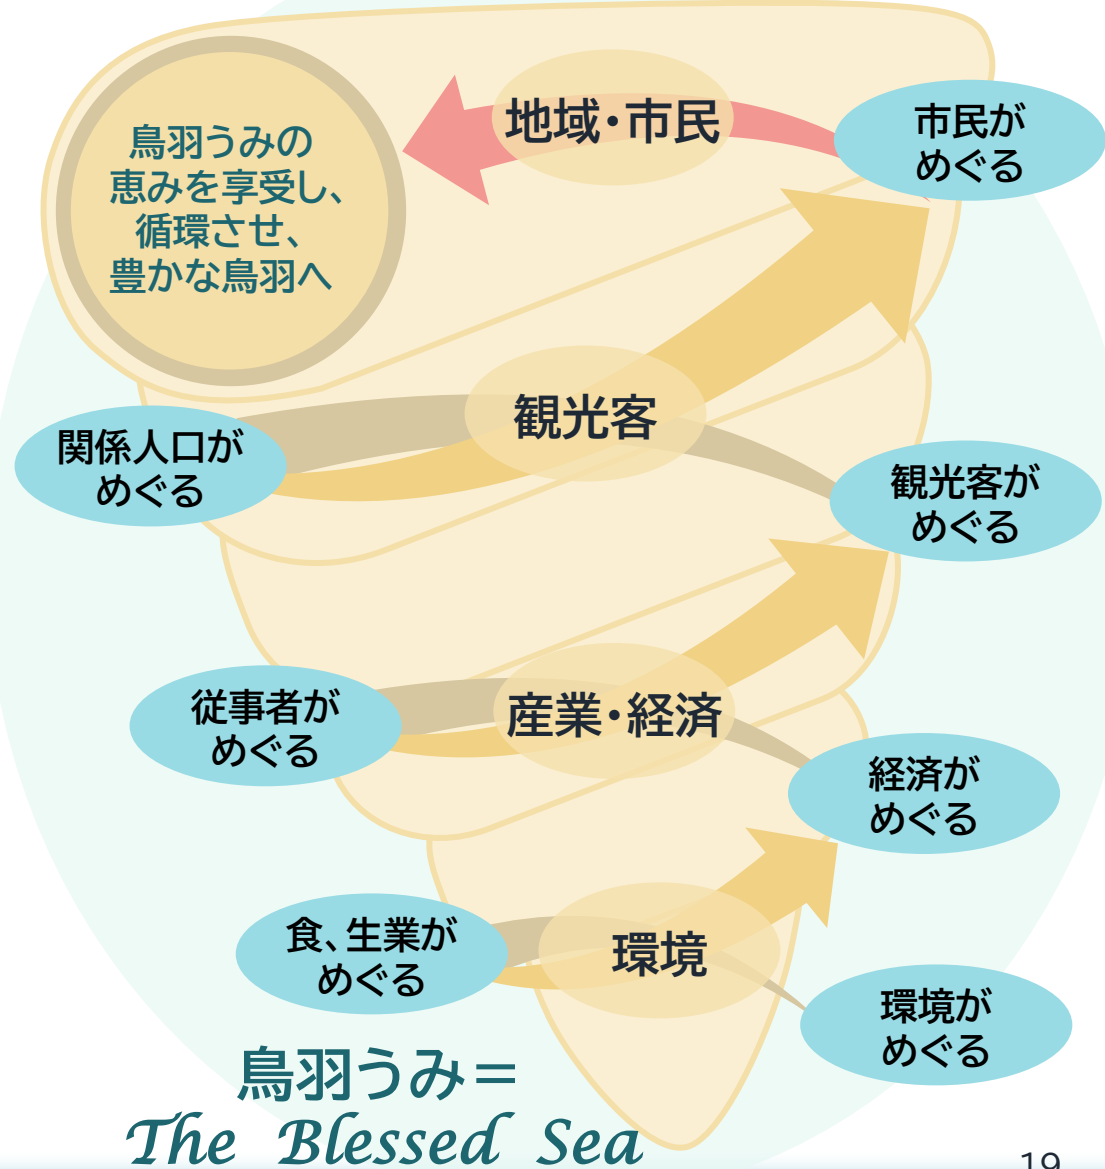 鳥羽うみの
恵みを享受し、
循環させ、
豊かな鳥羽へ
地域・市民
市民が
めぐる
観光客
関係人口が
めぐる
観光客が
めぐる
産業・経済
従事者が
めぐる
経済が
めぐる
環境
食、生業が
めぐる
環境が
めぐる
鳥羽うみ＝
The Blessed Sea
19